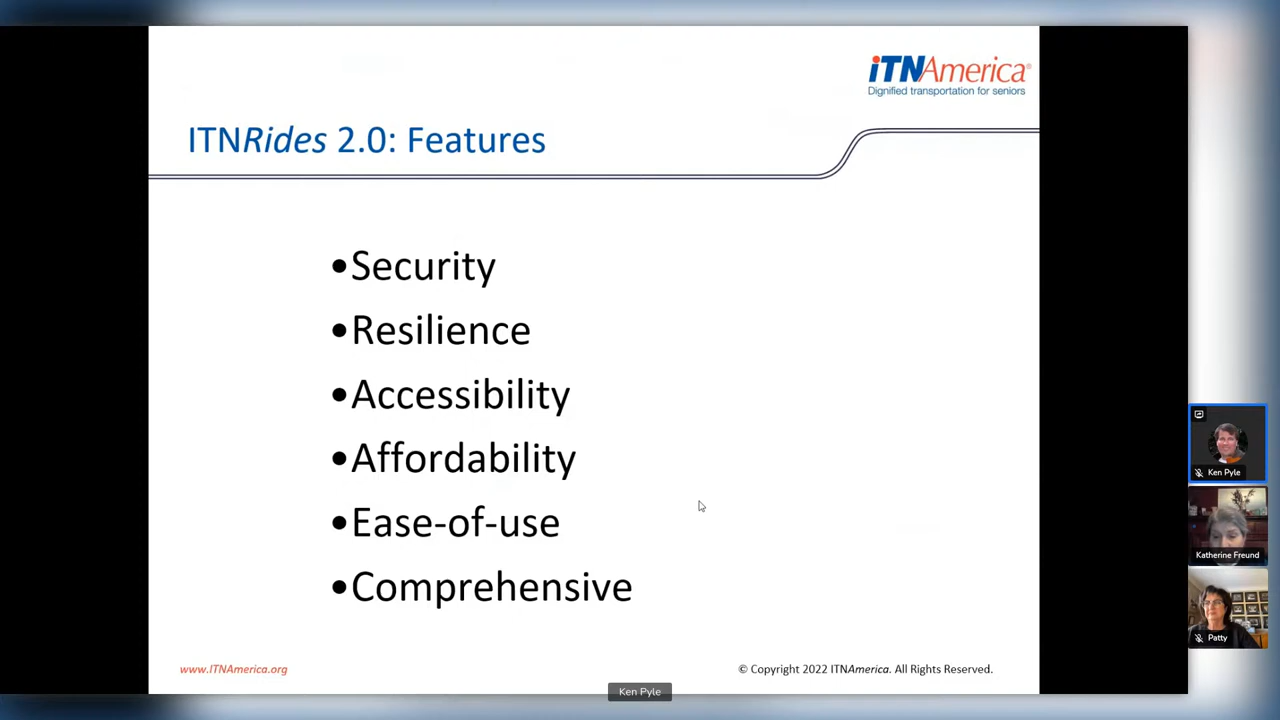 iTNAmerica®
Dignified transportation for seniors
ITNRides 2.0: Features
•Security
•Resilience
•Accessibility
•Affordability
•Ease-of-use
•Comprehensive
www.ITNAmerica.org
© Copyright 2022 ITNAmerica. All Rights Reserved.
Ken Pyle
Katherine Freund
Patty
Ken Pyle